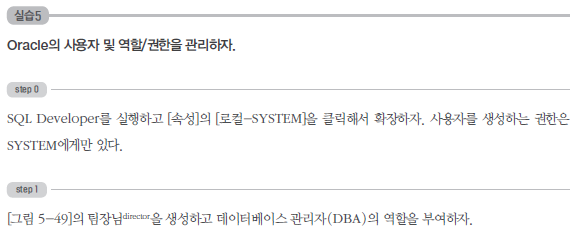 실습 5
Oracle의 사용자 및 역할/권한을 관리하자.
step 0
SQL Developer를 실행하고 [속성]의 [로컬-SYSTEM]을 클릭해서 확장하자. 사용자를 생성하는 권한은
SYSTEM에게만 있다.
step 1
[그림 5-49]의 팀장님director을 생성하고 데이터베이스 관리자(DBA)의 역할을 부여하자.